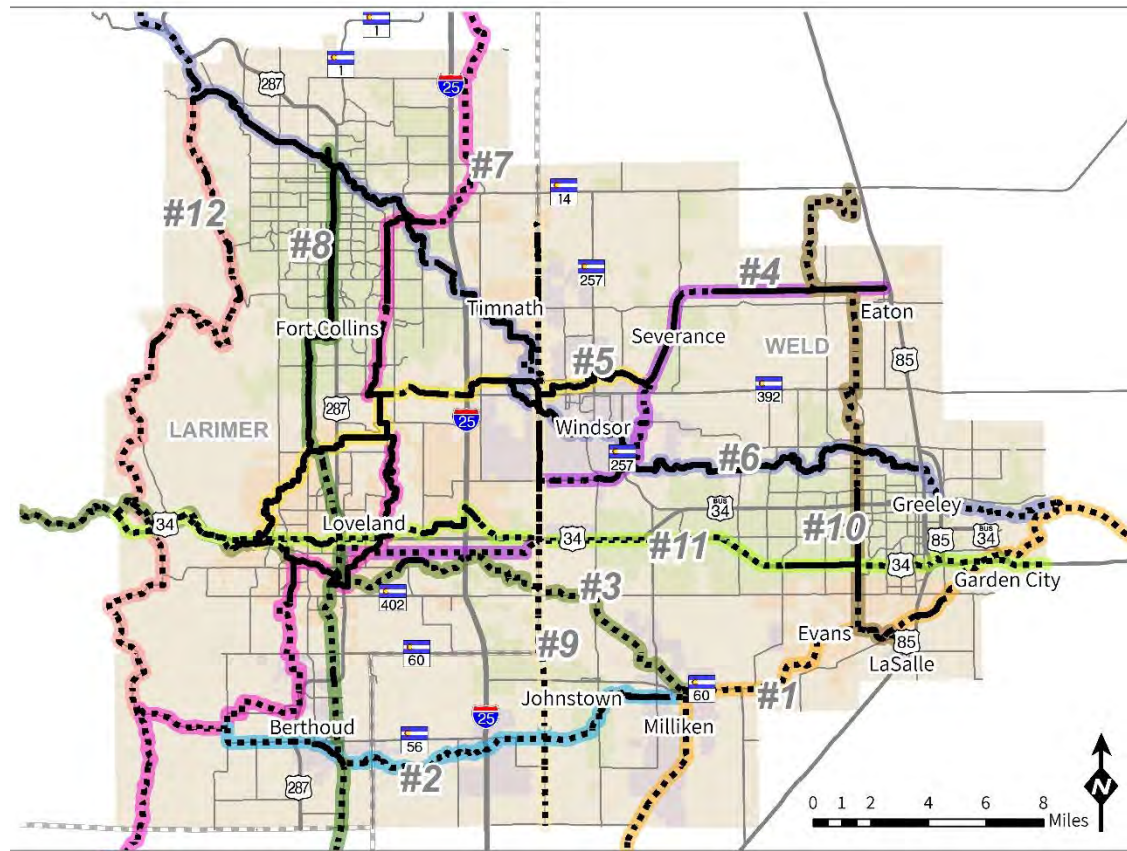 1
1
287
25
#7
14
#12
#8
257
#4
Timnath
Fort Collins
Severance
Eaton
WELD
85
#5
287
392
LARIMER
25
Windsor
257
#6
BUS
34
Greeley
34
Loveland
#10
85
BUS
34
34
#11
34
Garden City
402
#3
Evans
85
60
#9
LaSalle
60
#1
Johnstown
Berthoud
25
Milliken
56
#2
287
N
0 1 2 4 6 8
Miles